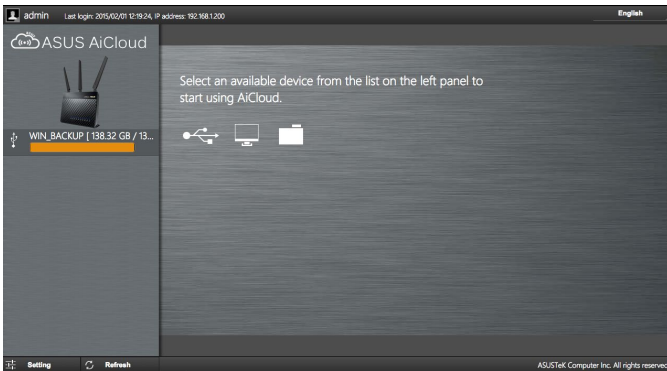 admin Last login: 2015/02/01 12:19:24, IP address: 192.168.1.200
English
ASUS AiCloud
Select an available device from the list on the left panel to
start using AiCloud.
WIN_BACKUP [ 138.32 GB / 13...
Setting
Refresh
ASUSTeK Computer Inc. All rights reserved